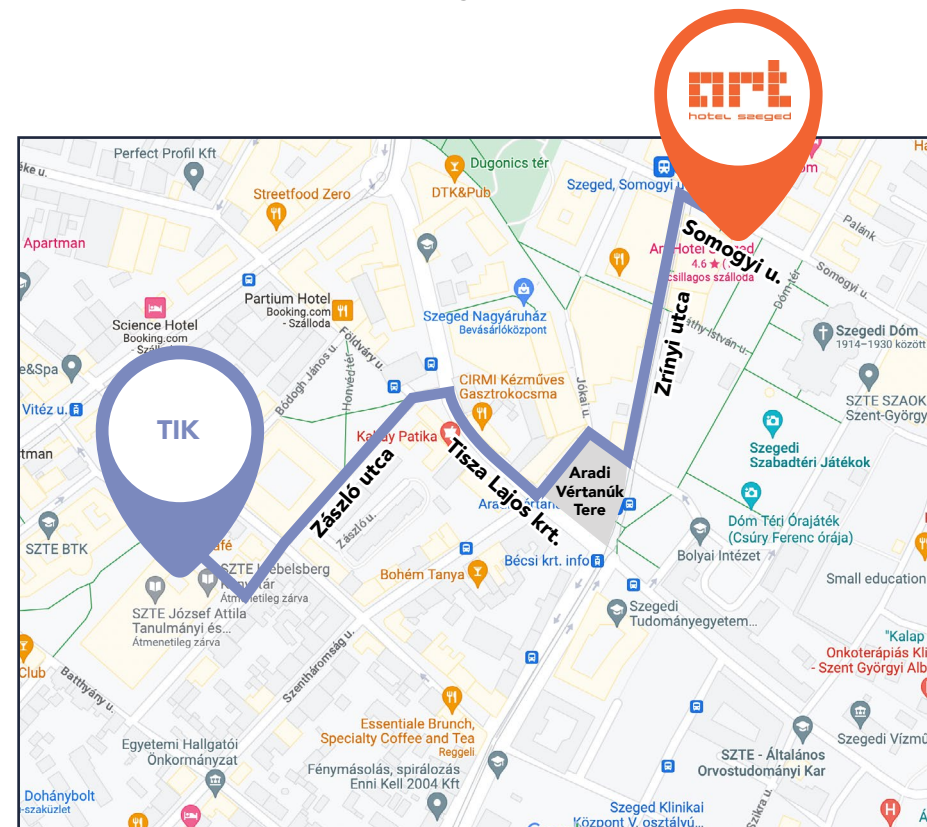 art
hotel szeged
Perfect Profil Kft
Dugonics tér
Streetfood Zero
DTK&Pub
Szeged, Somogyi u.
Palánk
Apartman
Somogyi u.
4.6 ★
csillagos szálloda
Somogyi u.
Dóm tér
Partium Hotel
Booking.com
- Szálloda
Science Hotel
Booking.com
Szeged Nagyáruház
Bevásárlóközpont
Földváry u.
Zrínyi utca
Szegedi Dóm
1914–1930 között
e&Spa
Bódogh János u.
Honvéd tér
Jókai u.
CIRMI Kézműves
Gasztrokocsma
SZTE SZAOK
Szent-György
Vitéz u.
TIK
Kálvay Patika
Tisza Lajos krt.
Zászló utca
Zászló u.
Szegedi
Szabadtéri Játékok
Aradi
Vértanúk
Tere
Dóm Téri Órajáték
(Csúry Ferenc órája)
SZTE BTK
Bécsi krt. info
Bolyai Intézet
Bohém Tanya
Small education
SZTE Klebelsberg
Átmenetileg zárva
SZTE József Attila
Tanulmányi és...
Átmenetileg zárva
Szegedi
Tudományegyetem...
"Kalap
Onkoterápiás Kli
- Szent Györgyi Alb
Club
Batthyány u.
Szentháromság u.
Essentiale Brunch,
Specialty Coffee and Tea
Reggeli
Egyetemi Hallgatói
Önkormányzat
Fénymásolás, spirálozás
Enni Kell 2004 Kft
SZTE - Általános
Orvostudományi Kar
Szegedi Vízmű
Dohánybolt
-szaküzlet
Szeged Klinikai
Központ V. osztályú...
Szikra u.